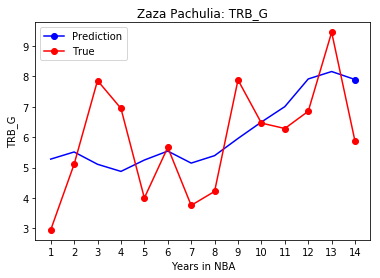 Zaza Pachulia: TRB_G
Prediction
True
9
8
7
6
5
4
3
TRB_G
1 2 3 4 5 6 7 8 9 10 11 12 13 14
Years in NBA